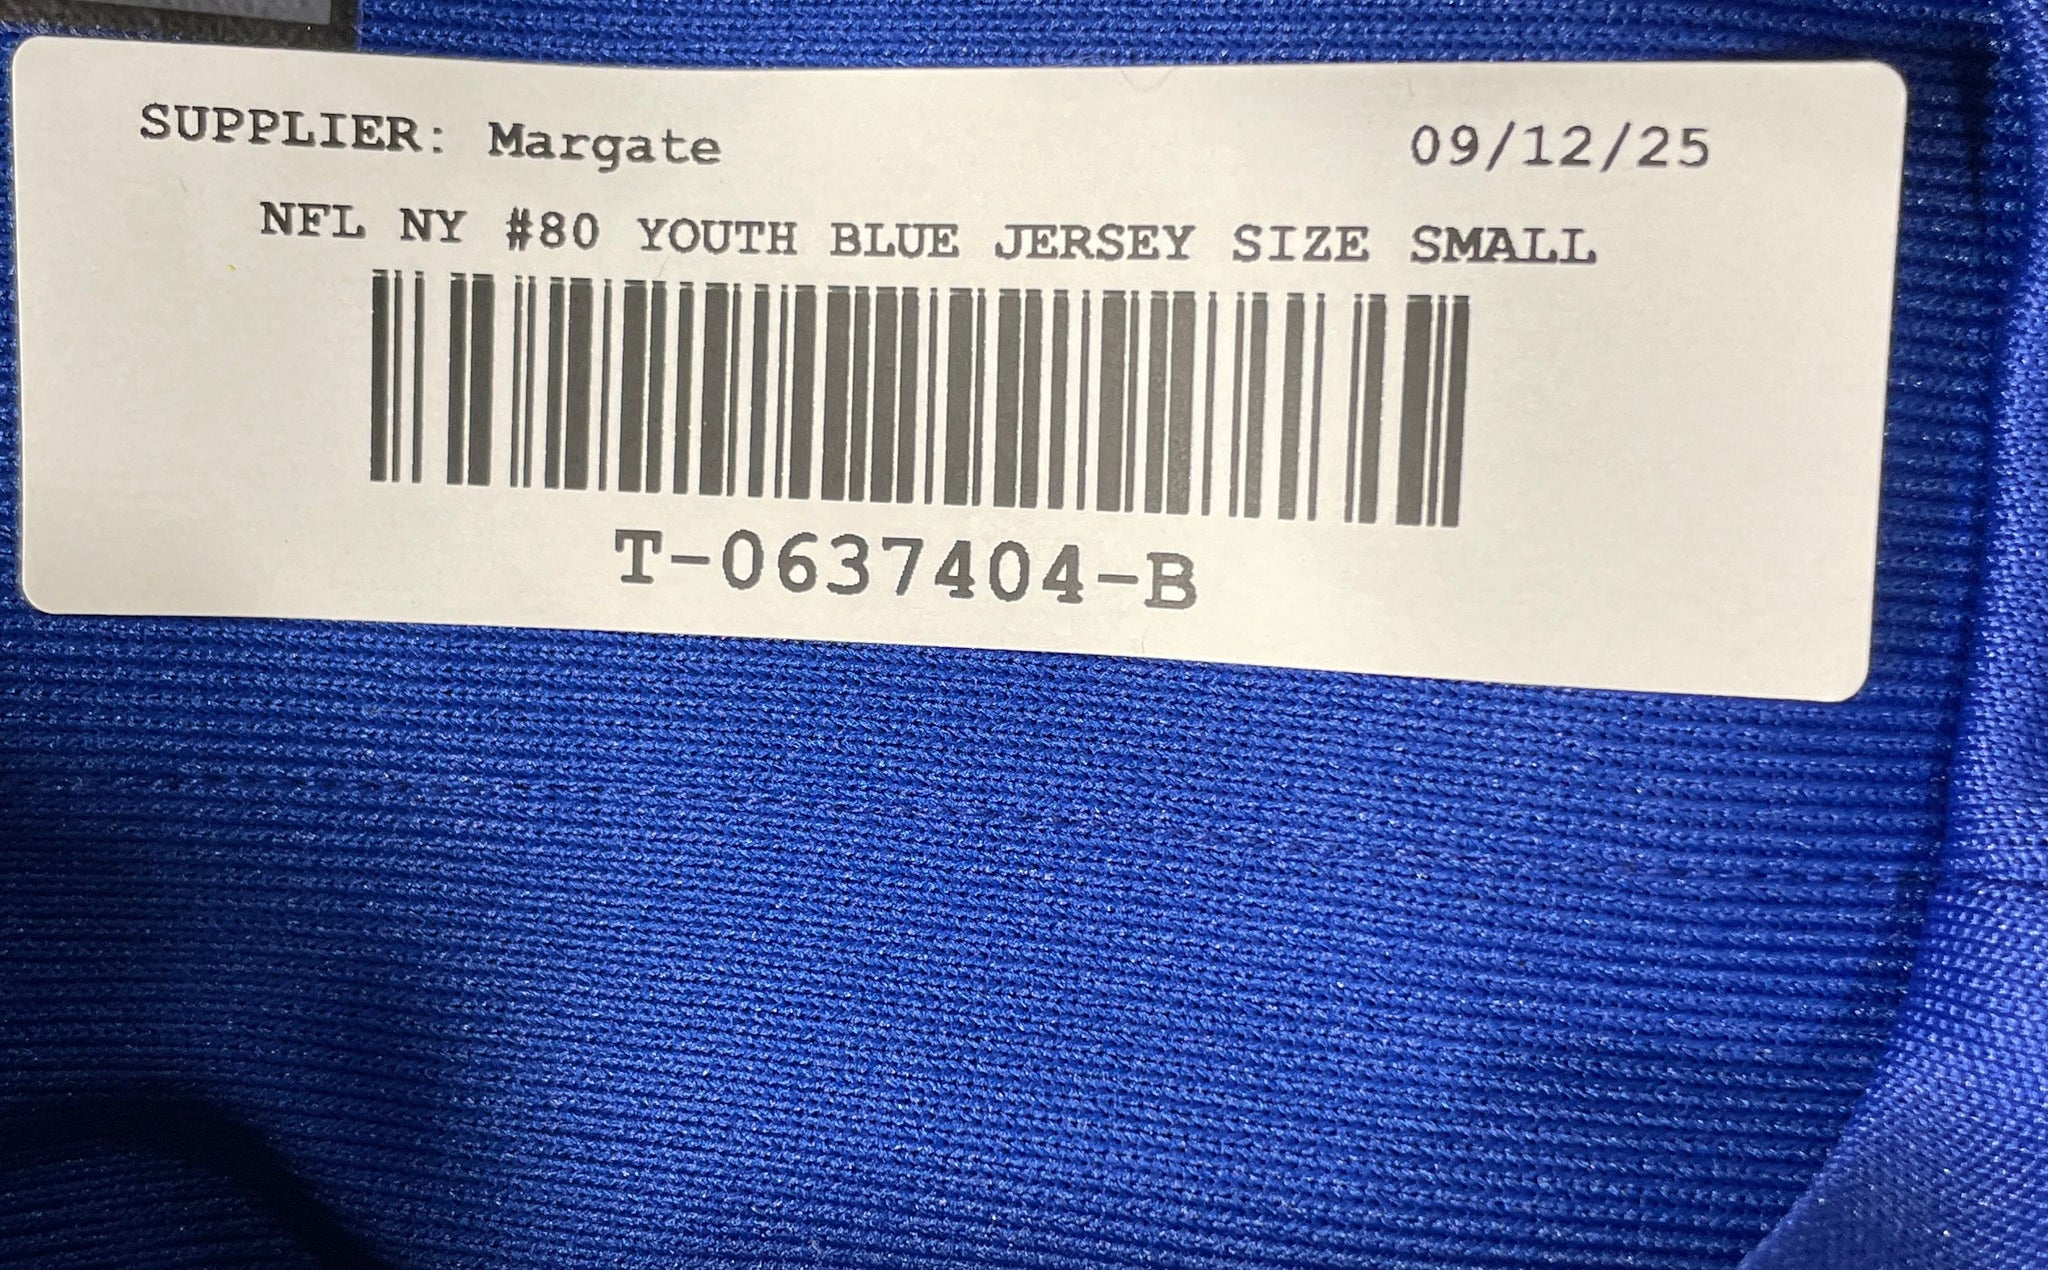 SUPPLIER: Margate 09/12/25
NFL NY #80 YOUTH BLUE JERSEY SIZE SMALL
T-0637404-B